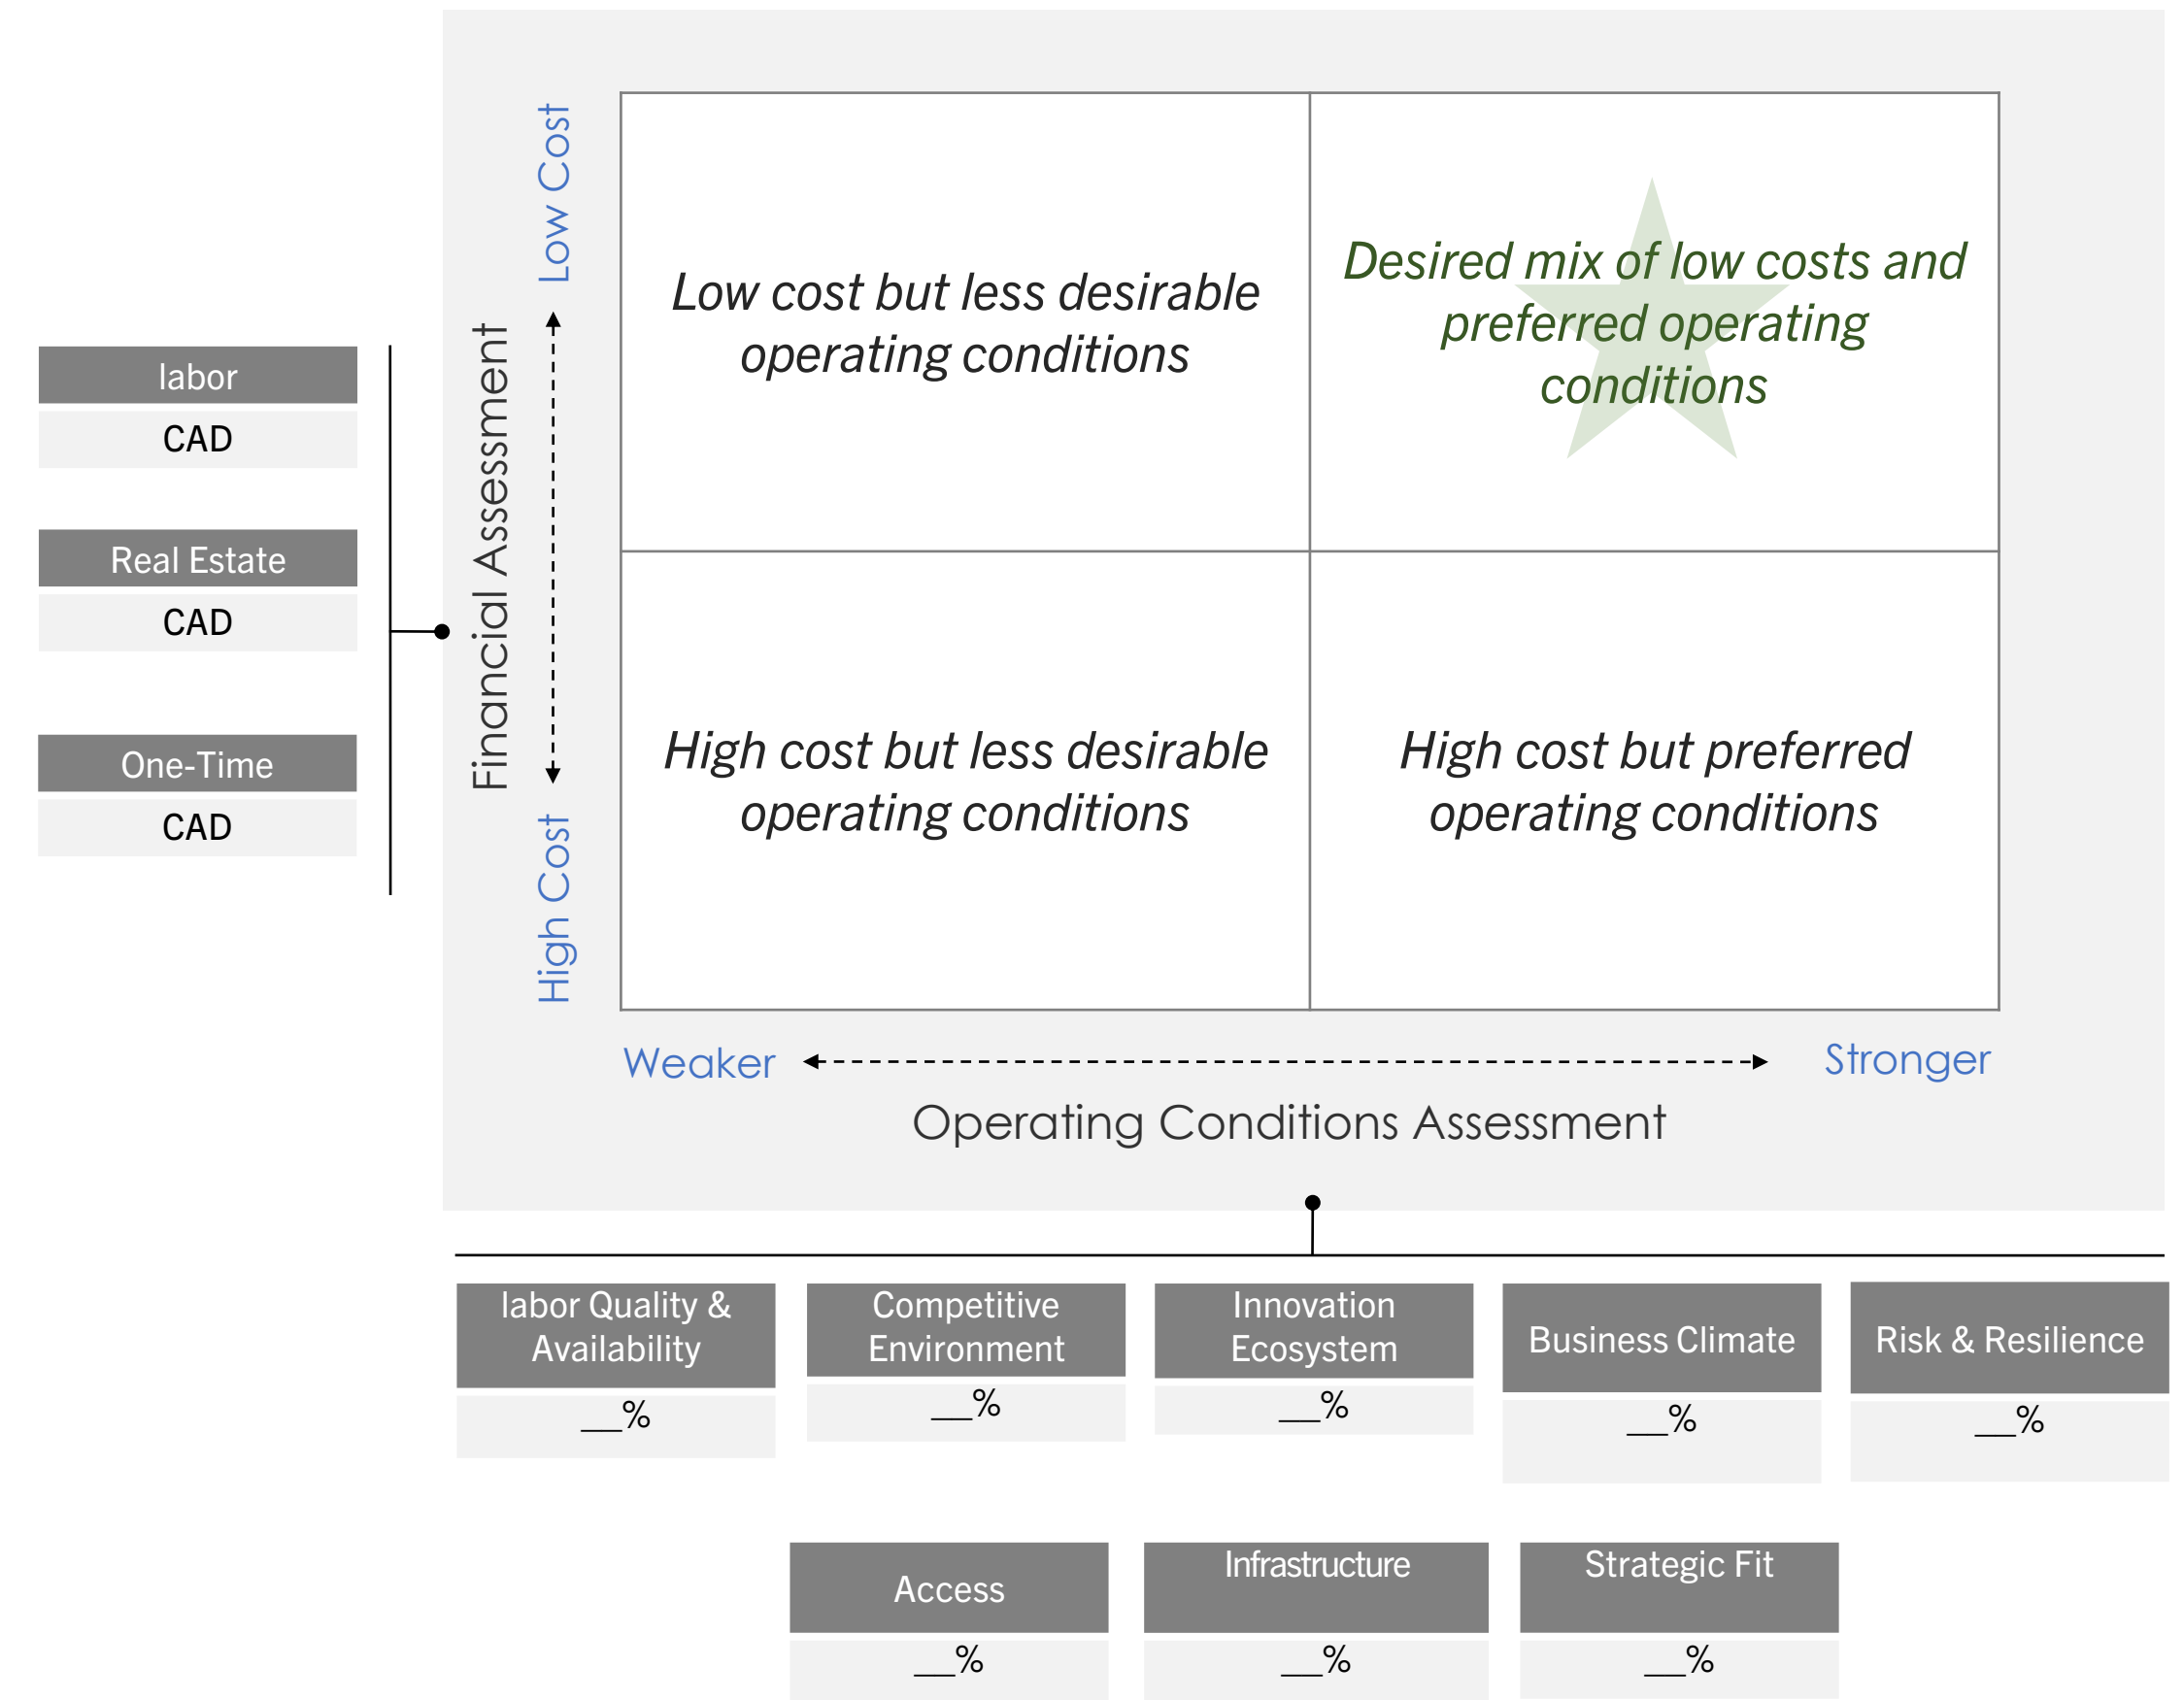 Low Cost
Financial Assessment
High Cost
Low cost but less desirable
operating conditions
Desired mix of low costs and
preferred operating
conditions
High cost but less desirable
operating conditions
High cost but preferred
operating conditions
labor
CAD
Real Estate
CAD
One-Time
CAD
Weaker
Stronger
Operating Conditions Assessment
labor Quality &
Availability
__%
Competitive
Environment
__%
Innovation
Ecosystem
__%
Business Climate
__%
Risk & Resilience
__%
Access
__%
Infrastructure
__%
Strategic Fit
__%